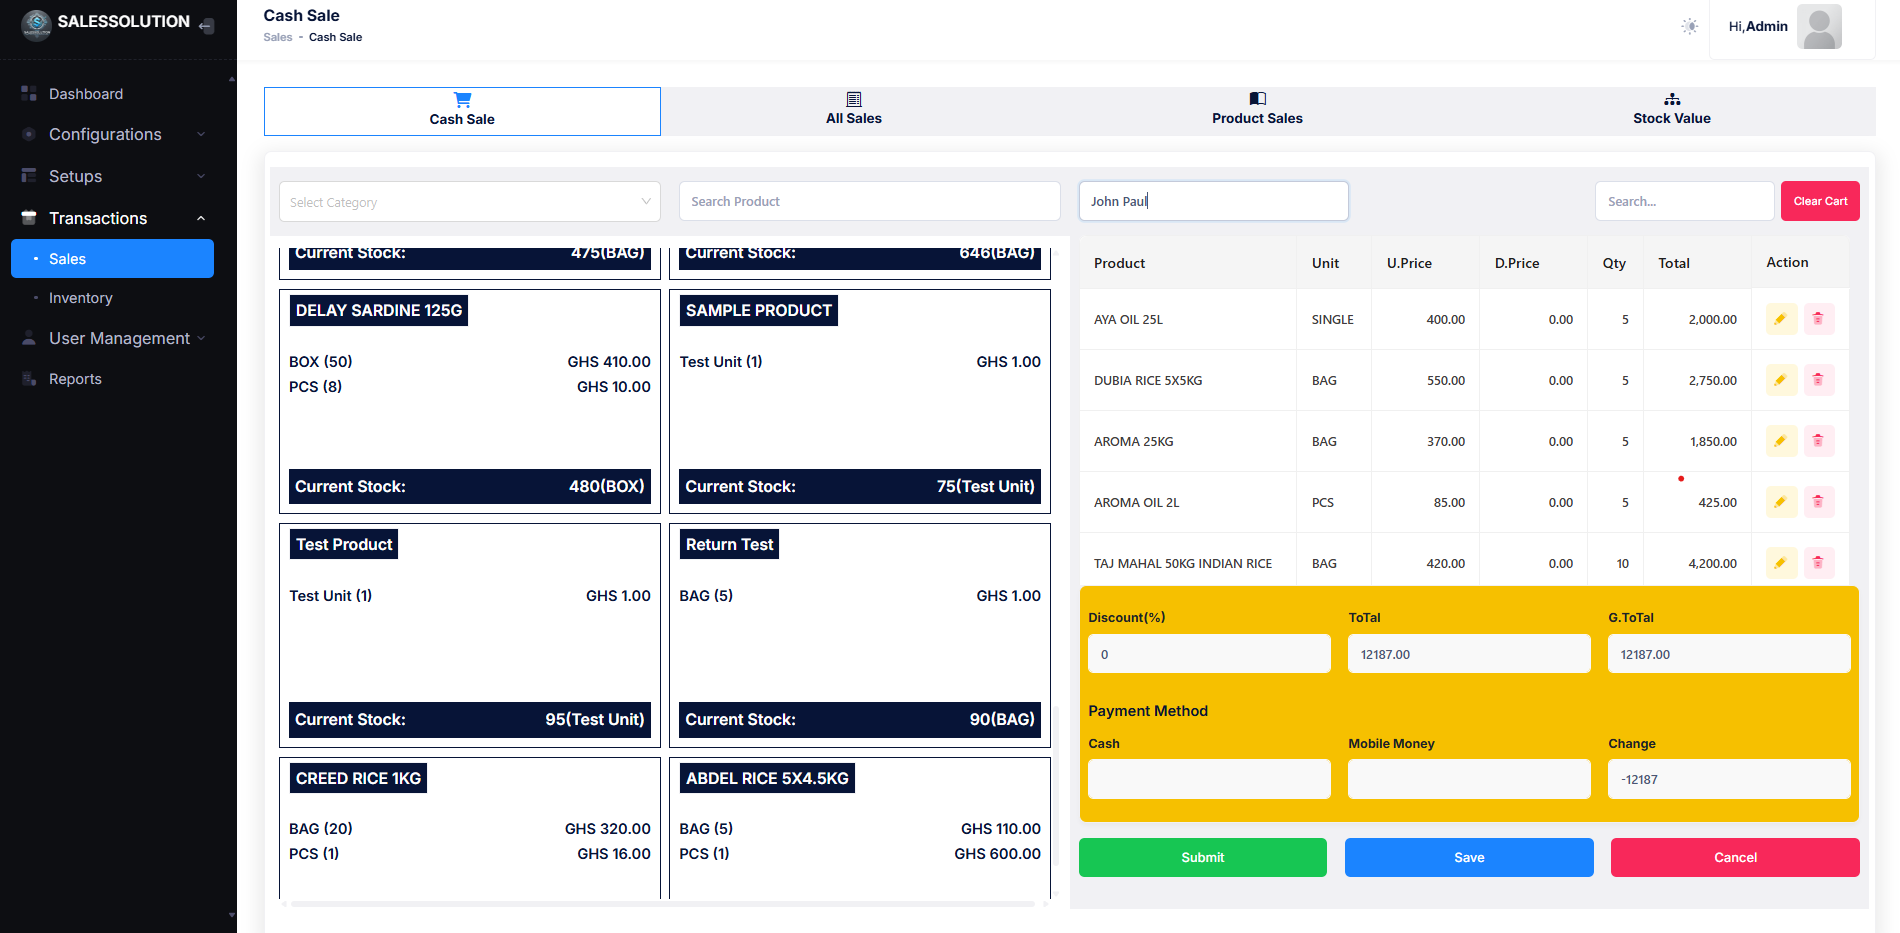 SALESSOLUTION
Dashboard
Configurations
Setups
Transactions
Sales
Inventory
User Management
Reports
Cash Sale
Sales - Cash Sale
Hi,Admin
Cash Sale
All Sales
Product Sales
Stock Value
Select Category
Search Product
John Paul
Search...
Clear Cart
Current Stock: 475(BAG)
Current Stock: 646(BAG)
DELAY SARDINE 125G
BOX (50) GHS 410.00
PCS (8) GHS 10.00
Current Stock: 480(BOX)
SAMPLE PRODUCT
Test Unit (1) GHS 1.00
Current Stock: 75(Test Unit)
Test Product
Test Unit (1) GHS 1.00
Current Stock: 95(Test Unit)
Return Test
BAG (5) GHS 1.00
Current Stock: 90(BAG)
CREED RICE 1KG
BAG (20) GHS 320.00
PCS (1) GHS 16.00
ABDEL RICE 5X4.5KG
BAG (5) GHS 110.00
PCS (1) GHS 600.00
Product Unit U.Price D.Price Qty Total Action
AYA OIL 25L SINGLE 400.00 0.00 5 2,000.00
DUBIA RICE 5X5KG BAG 550.00 0.00 5 2,750.00
AROMA 25KG BAG 370.00 0.00 5 1,850.00
AROMA OIL 2L PCS 85.00 0.00 5 425.00
TAJ MAHAL 50KG INDIAN RICE BAG 420.00 0.00 10 4,200.00
Discount(%) ToTal G.ToTal
0 12187.00 12187.00
Payment Method
Cash Mobile Money Change
-12187
Submit Save Cancel